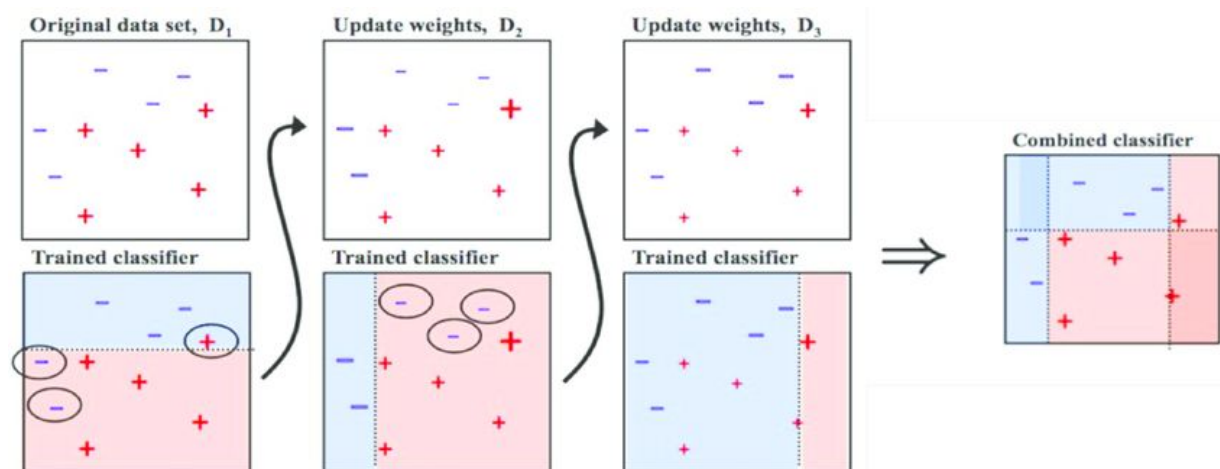 Original data set, D₁
Update weights, D₂
Update weights, D₃
Combined classifier
Trained classifier
Trained classifier
Trained classifier